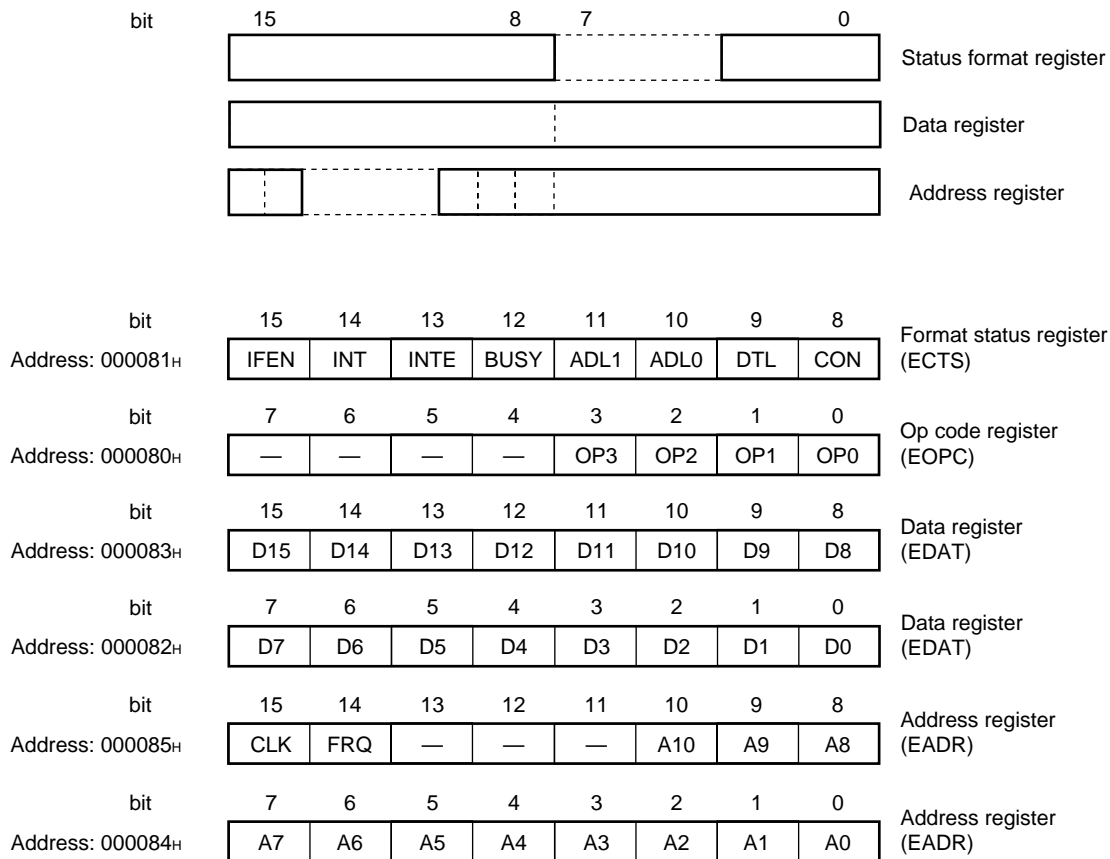 bit 15 8 7 0
Status format register
Data register
Address register
bit 15 14 13 12 11 10 9 8
Address: 000081H IFEN INT INTE BUSY ADL1 ADL0 DTL CON
Format status register
(ECTS)
bit 7 6 5 4 3 2 1 0
Address: 000080H — — — — OP3 OP2 OP1 OP0
Op code register
(EOPC)
bit 15 14 13 12 11 10 9 8
Address: 000083H D15 D14 D13 D12 D11 D10 D9 D8
Data register
(EDAT)
bit 7 6 5 4 3 2 1 0
Address: 000082H D7 D6 D5 D4 D3 D2 D1 D0
Data register
(EDAT)
bit 15 14 13 12 11 10 9 8
Address: 000085H CLK FRQ — — — A10 A9 A8
Address register
(EADR)
bit 7 6 5 4 3 2 1 0
Address: 000084H A7 A6 A5 A4 A3 A2 A1 A0
Address register
(EADR)